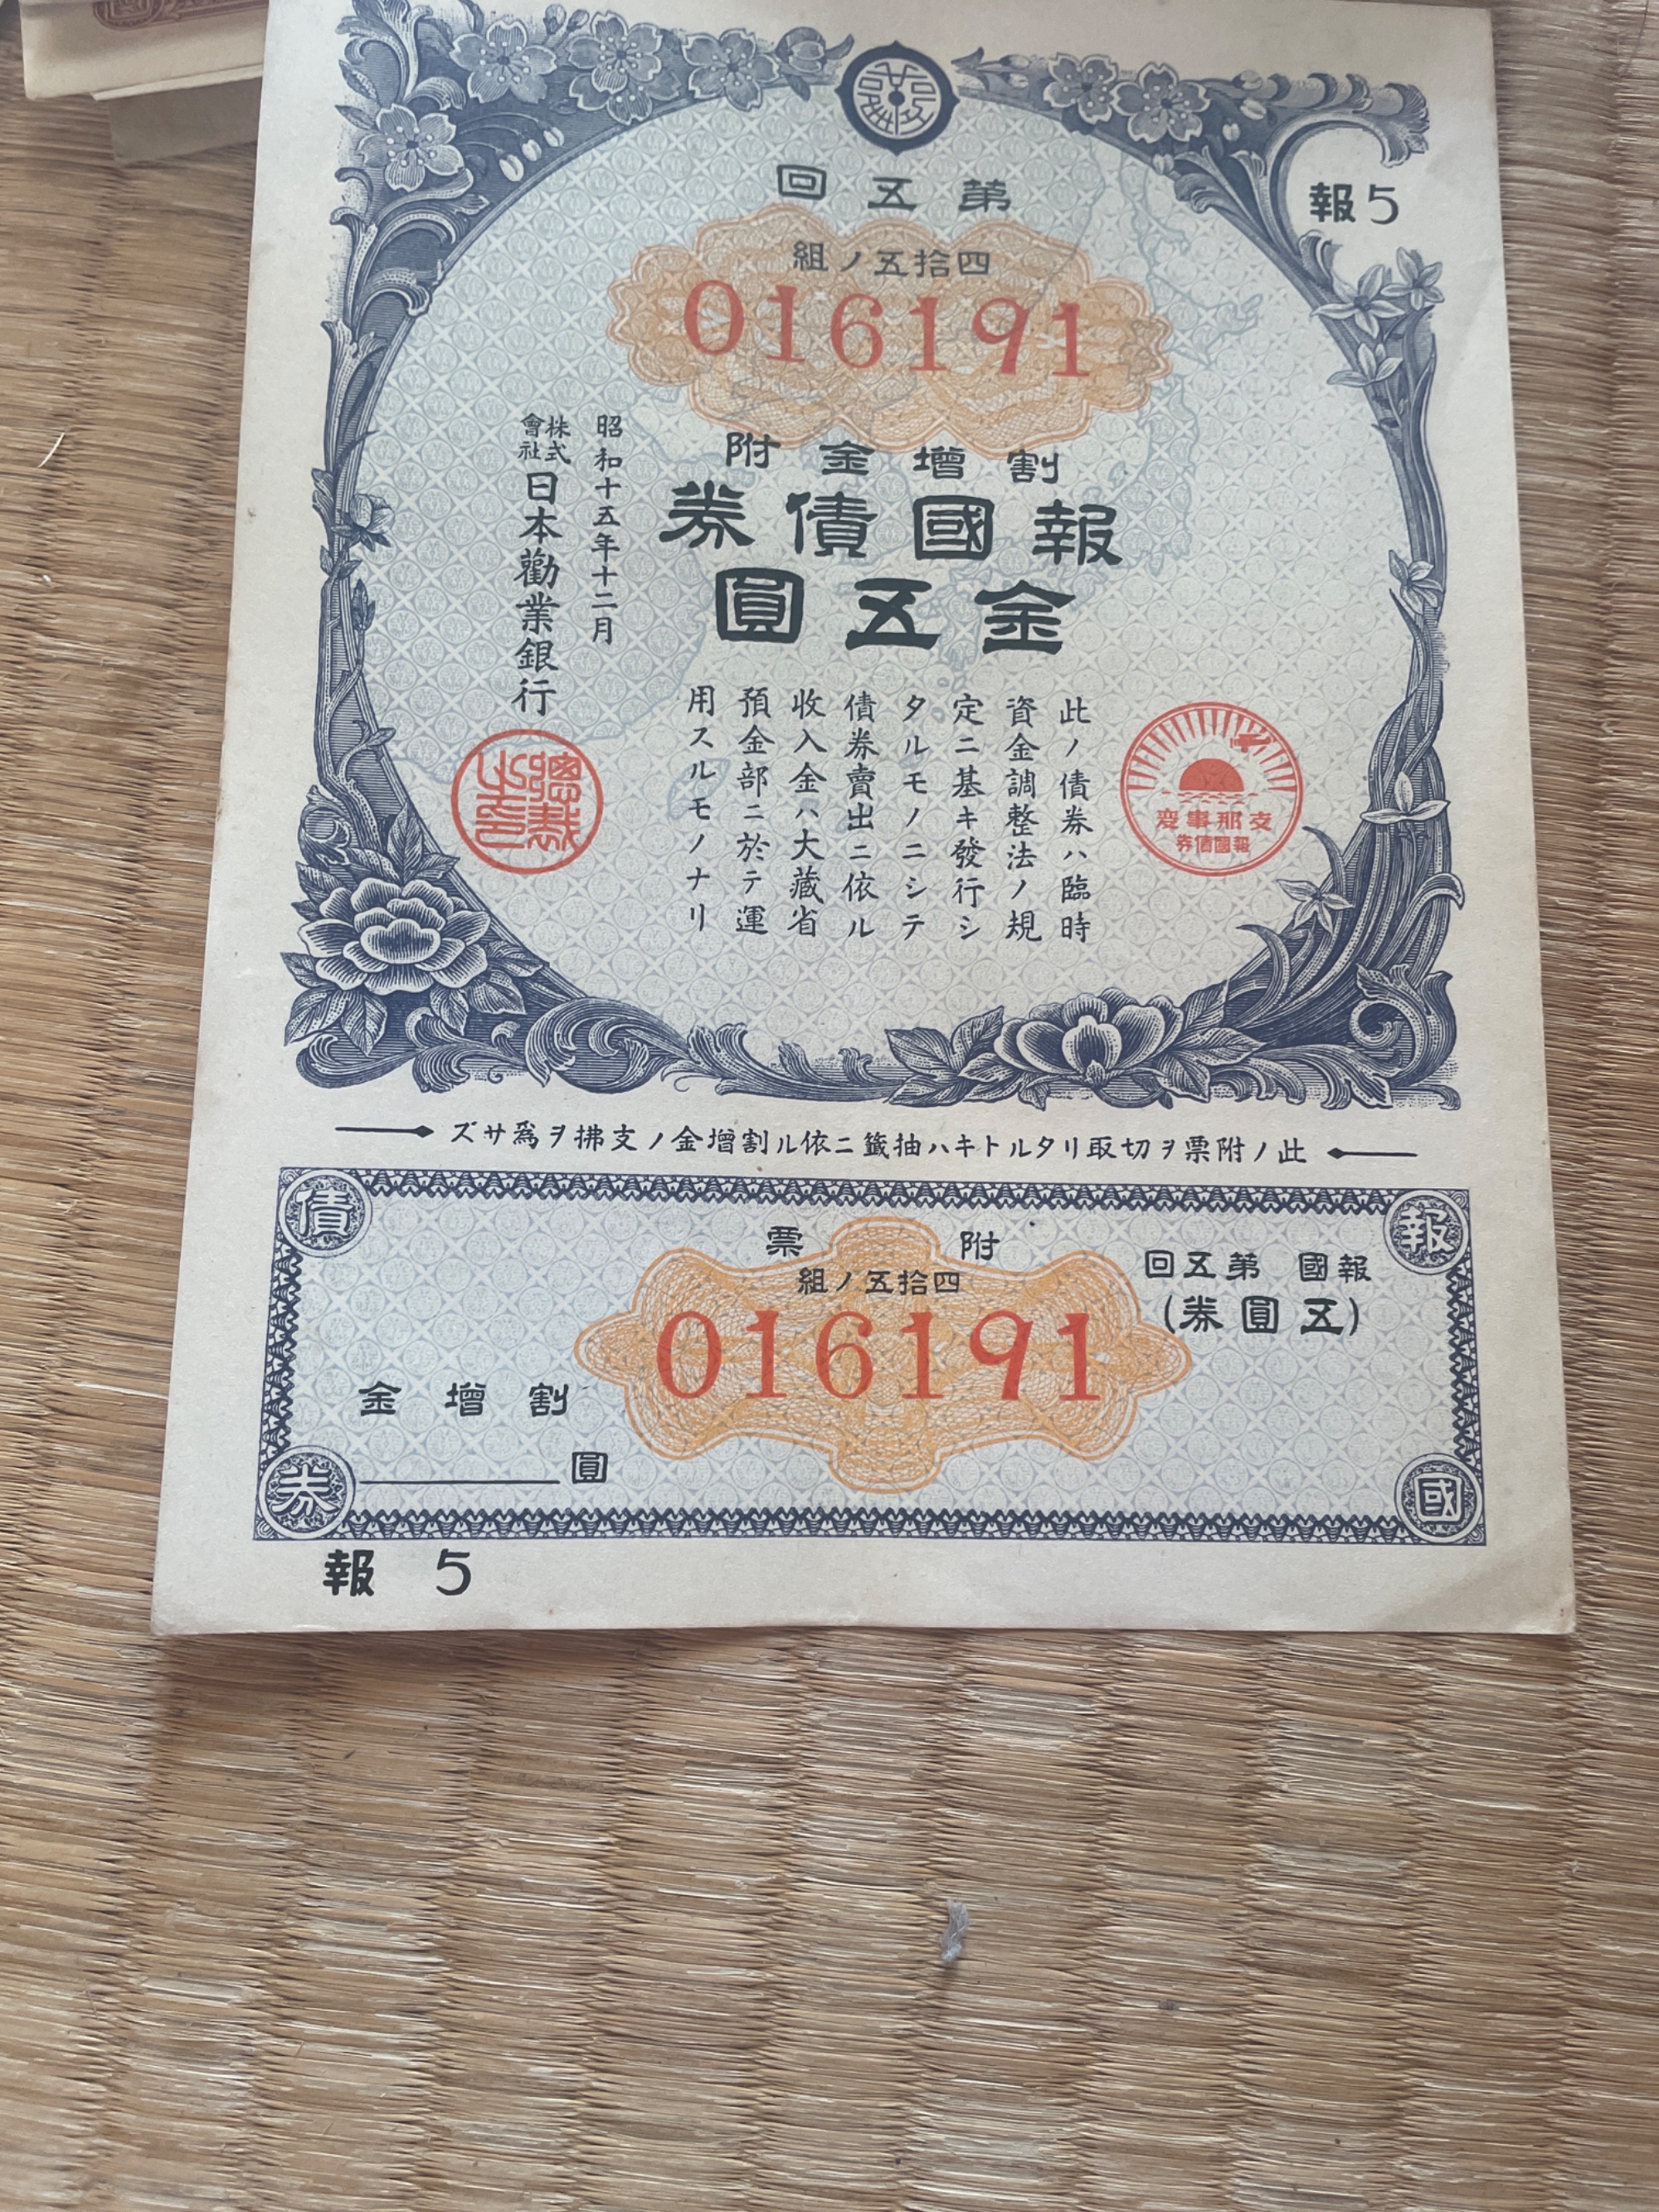 第五回
報5
四拾五ノ組
016191
割增金附
報國債券
金五圓
此ノ債券ハ臨時
資金調整法ノ規
定ニ基キ發行シ
タルモノニシテ
債券賣出ニ依ル
收入金ハ大藏省
預金部ニ於テ運
用スルモノナリ
昭和十五年十二月
株式會社日本勸業銀行
總裁之印
支那事變
報國債券
此ノ附票ヲ切取リタルトキハ抽籤ニ依ル割增金ノ支拂ヲ爲サズ
報國債券
報國 第五回
(五圓券)
附票
四拾五ノ組
016191
割增金
圓
報 5